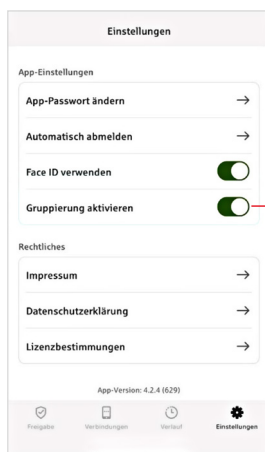 Einstellungen
App-Einstellungen
App-Passwort ändern
Automatisch abmelden
Face ID verwenden
Gruppierung aktivieren
Rechtliches
Impressum
Datenschutzerklärung
Lizenzbestimmungen
App-Version: 4.2.4 (629)
Freigabe Verbindungen Verlauf Einstellungen